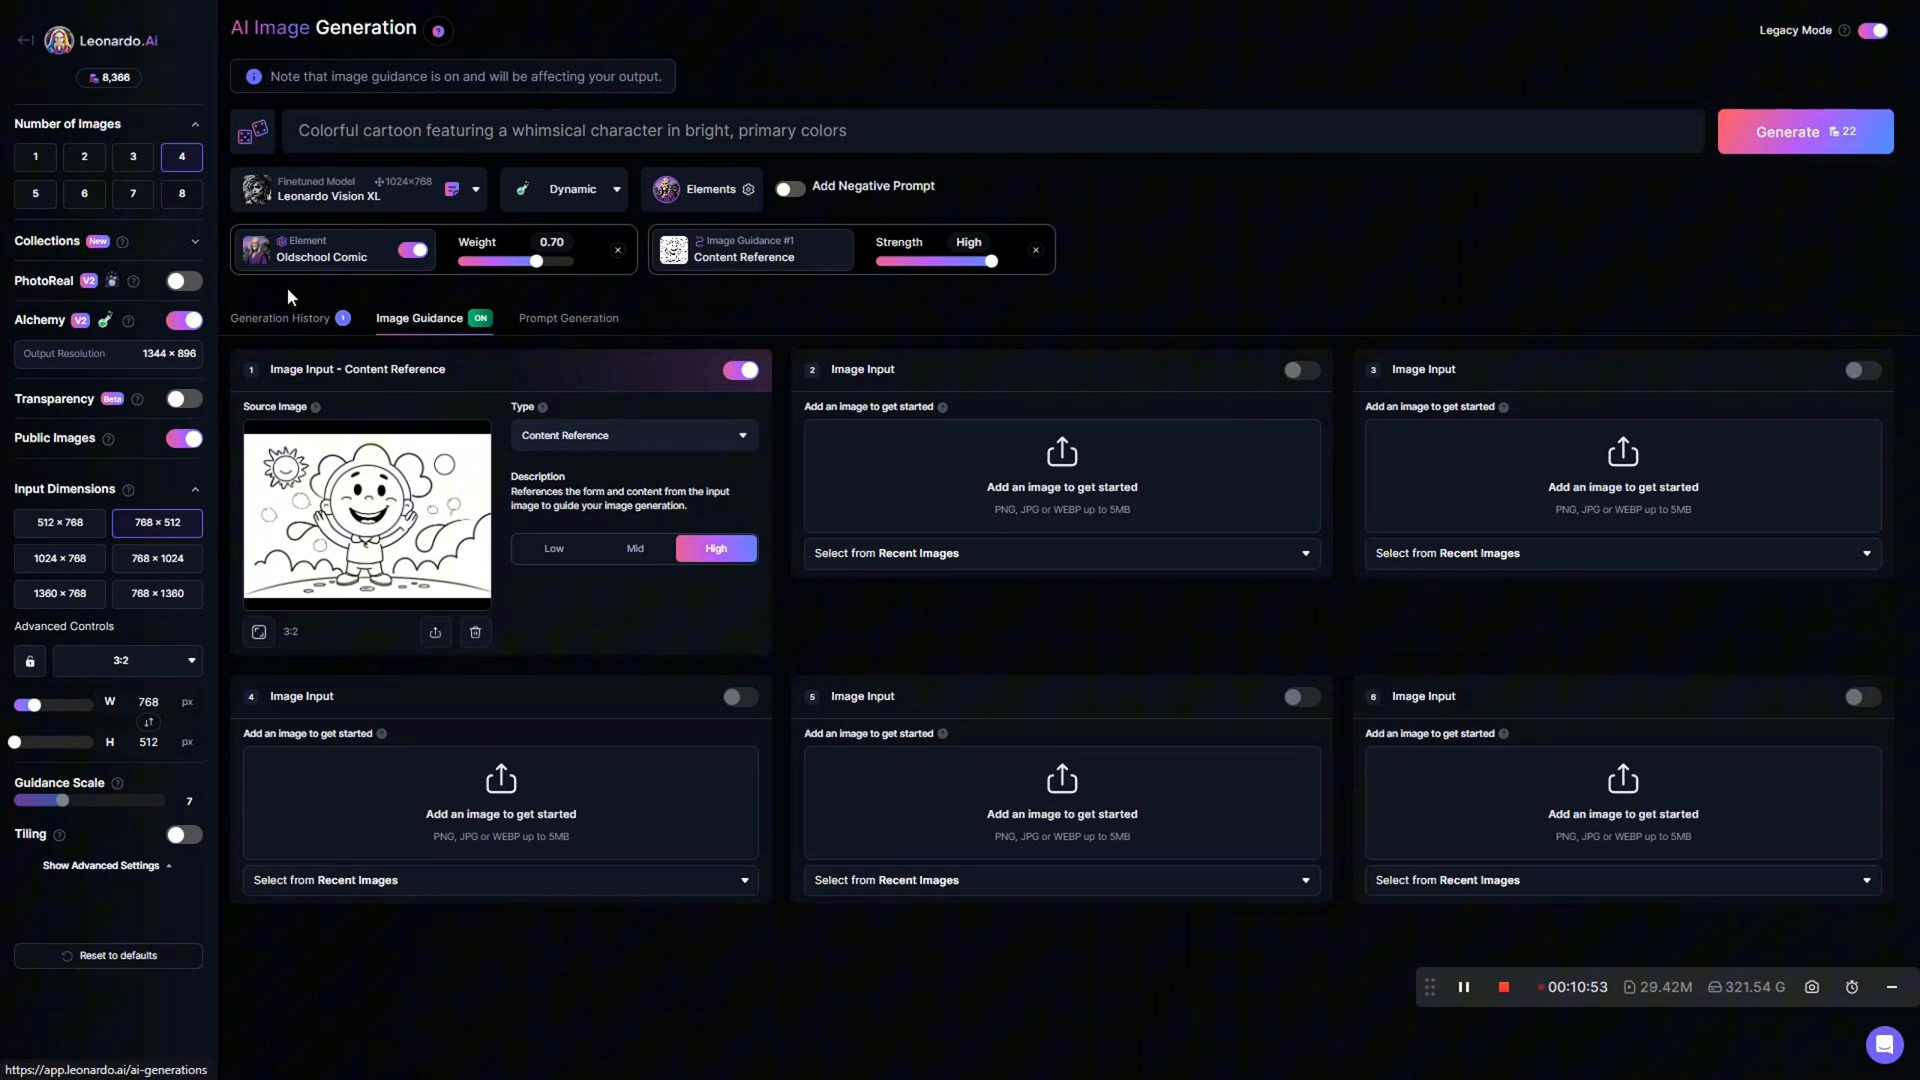 Leonardo.Ai
8,366
Number of Images
1 2 3 4
5 6 7 8
Collections New
PhotoReal V2
Alchemy V2
Output Resolution 1344 × 896
Transparency Beta
Public Images
Input Dimensions
512 × 768 768 × 512
1024 × 768 768 × 1024
1360 × 768 768 × 1360
Advanced Controls
3:2
W 768 px
H 512 px
Guidance Scale
7
Tiling
Show Advanced Settings
Reset to defaults
https://app.leonardo.ai/ai-generations
AI Image Generation ?
Legacy Mode
Note that image guidance is on and will be affecting your output.
Colorful cartoon featuring a whimsical character in bright, primary colors
Generate 22
Finetuned Model 1024×768
Leonardo Vision XL
Dynamic
Elements
Add Negative Prompt
Element
Oldschool Comic
Weight 0.70
Image Guidance #1
Content Reference
Strength High
Generation History 1
Image Guidance ON
Prompt Generation
1 Image Input - Content Reference
Source Image
Type
Content Reference
Description
References the form and content from the input
image to guide your image generation.
Low Mid High
3:2
2 Image Input
Add an image to get started
Add an image to get started
PNG, JPG or WEBP up to 5MB
Select from Recent Images
3 Image Input
Add an image to get started
Add an image to get started
PNG, JPG or WEBP up to 5MB
Select from Recent Images
4 Image Input
Add an image to get started
Add an image to get started
PNG, JPG or WEBP up to 5MB
Select from Recent Images
5 Image Input
Add an image to get started
Add an image to get started
PNG, JPG or WEBP up to 5MB
Select from Recent Images
6 Image Input
Add an image to get started
Add an image to get started
PNG, JPG or WEBP up to 5MB
Select from Recent Images
00:10:53 29.42M 321.54 G